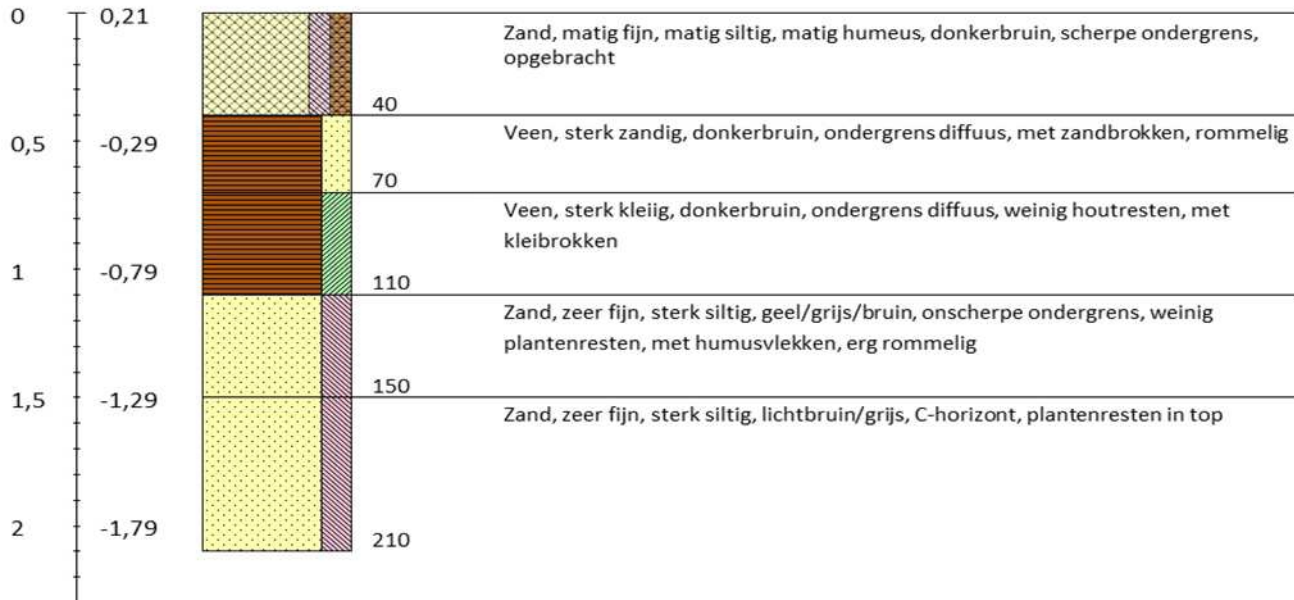 0 0,21 Zand, matig fijn, matig siltig, matig humeus, donkerbruin, scherpe ondergrens,
opgebracht
40
0,5 -0,29 Veen, sterk zandig, donkerbruin, ondergrens diffuus, met zandbrokken, rommelig
70
Veen, sterk kleiig, donkerbruin, ondergrens diffuus, weinig houtresten, met
kleibrokken
1 -0,79 110
Zand, zeer fijn, sterk siltig, geel/grijs/bruin, onscherpe ondergrens, weinig
plantenresten, met humusvlekken, erg rommelig
150
1,5 -1,29 Zand, zeer fijn, sterk siltig, lichtbruin/grijs, C-horizont, plantenresten in top
2 -1,79 210